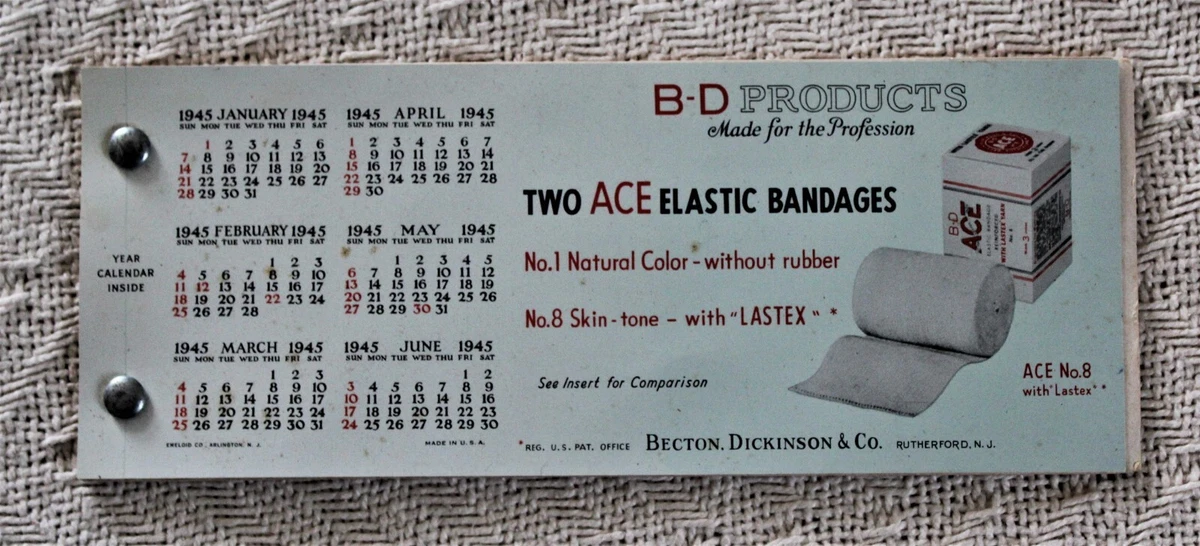 YEAR
CALENDAR
INSIDE
1945 JANUARY 1945
SUN MON TUE WED THU FRI SAT
1 2 3 4 5 6
7 8 9 10 11 12 13
14 15 16 17 18 19 20
21 22 23 24 25 26 27
28 29 30 31
1945 FEBRUARY 1945
SUN MON TUE WED THU FRI SAT
1 2 3
4 5 6 7 8 9 10
11 12 13 14 15 16 17
18 19 20 21 22 23 24
25 26 27 28
1945 MARCH 1945
SUN MON TUE WED THU FRI SAT
1 2 3
4 5 6 7 8 9 10
11 12 13 14 15 16 17
18 19 20 21 22 23 24
25 26 27 28 29 30 31
1945 APRIL 1945
SUN MON TUE WED THU FRI SAT
1 2 3 4 5 6 7
8 9 10 11 12 13 14
15 16 17 18 19 20 21
22 23 24 25 26 27 28
29 30
1945 MAY 1945
SUN MON TUE WED THU FRI SAT
1 2 3 4 5
6 7 8 9 10 11 12
13 14 15 16 17 18 19
20 21 22 23 24 25 26
27 28 29 30 31
1945 JUNE 1945
SUN MON TUE WED THU FRI SAT
1 2
3 4 5 6 7 8 9
10 11 12 13 14 15 16
17 18 19 20 21 22 23
24 25 26 27 28 29 30
EMELOID CO., ARLINGTON, N. J.
MADE IN U.S.A.
B-D PRODUCTS
Made for the Profession
TWO ACE ELASTIC BANDAGES
No.1 Natural Color - without rubber
No.8 Skin-tone - with "LASTEX" *
See Insert for Comparison
B-D
ACE
ELASTIC BANDAGE
REINFORCED
WITH LASTEX YARN
No. 8
3
ACE
ACE No.8
with "Lastex" *
* REG. U.S. PAT. OFFICE BECTON, DICKINSON & CO. RUTHERFORD, N.J.